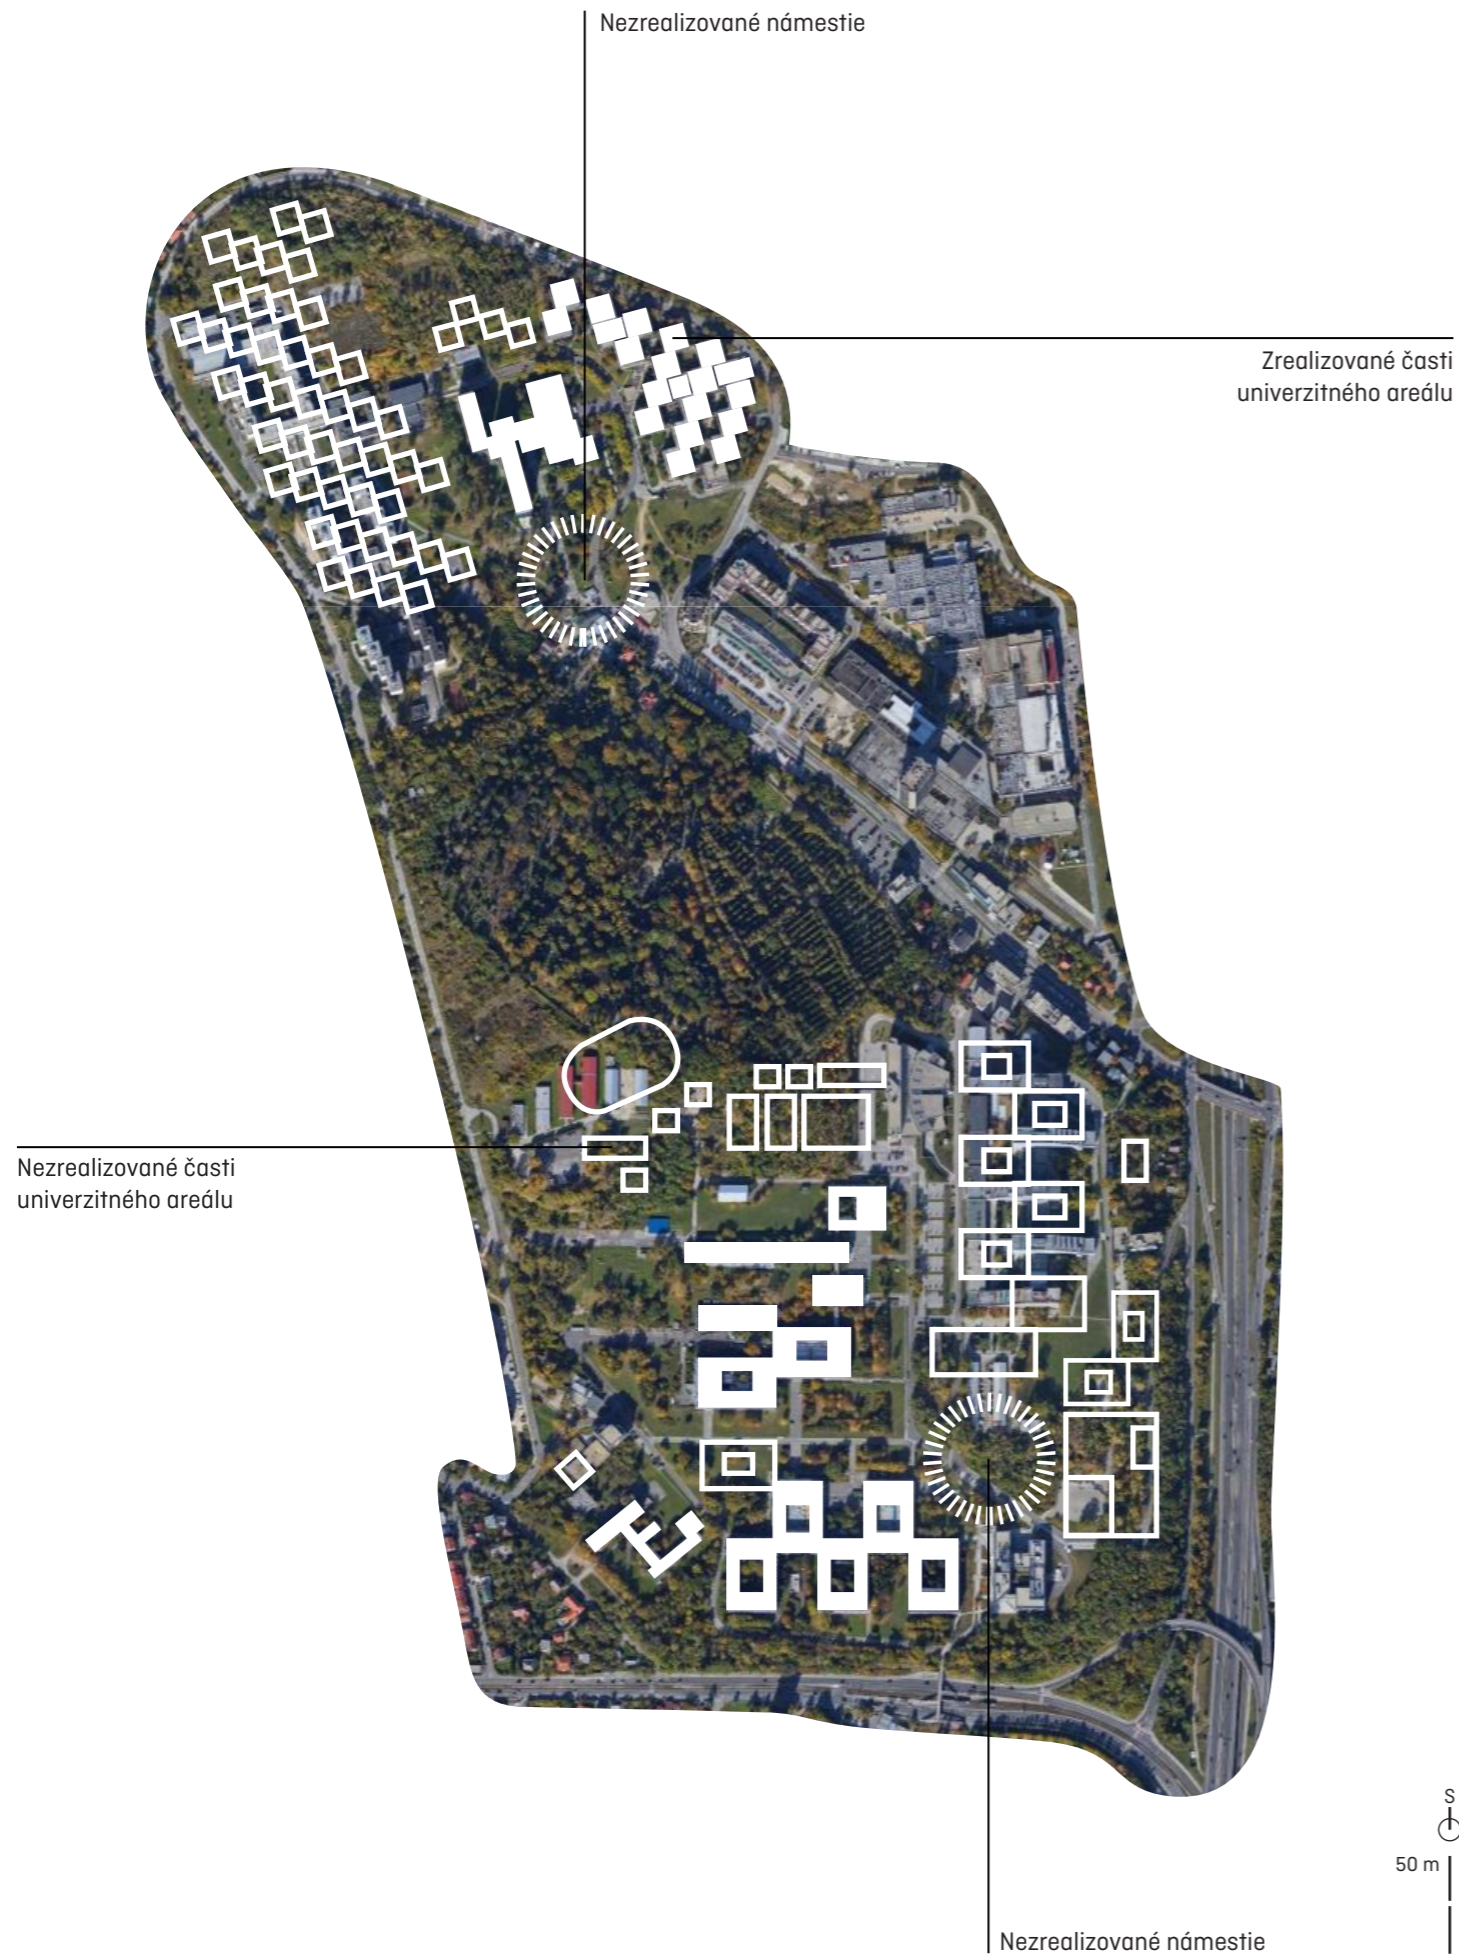 Nezrealizované námestie
Zrealizované časti
univerzitného areálu
Nezrealizované časti
univerzitného areálu
S
50 m
Nezrealizované námestie